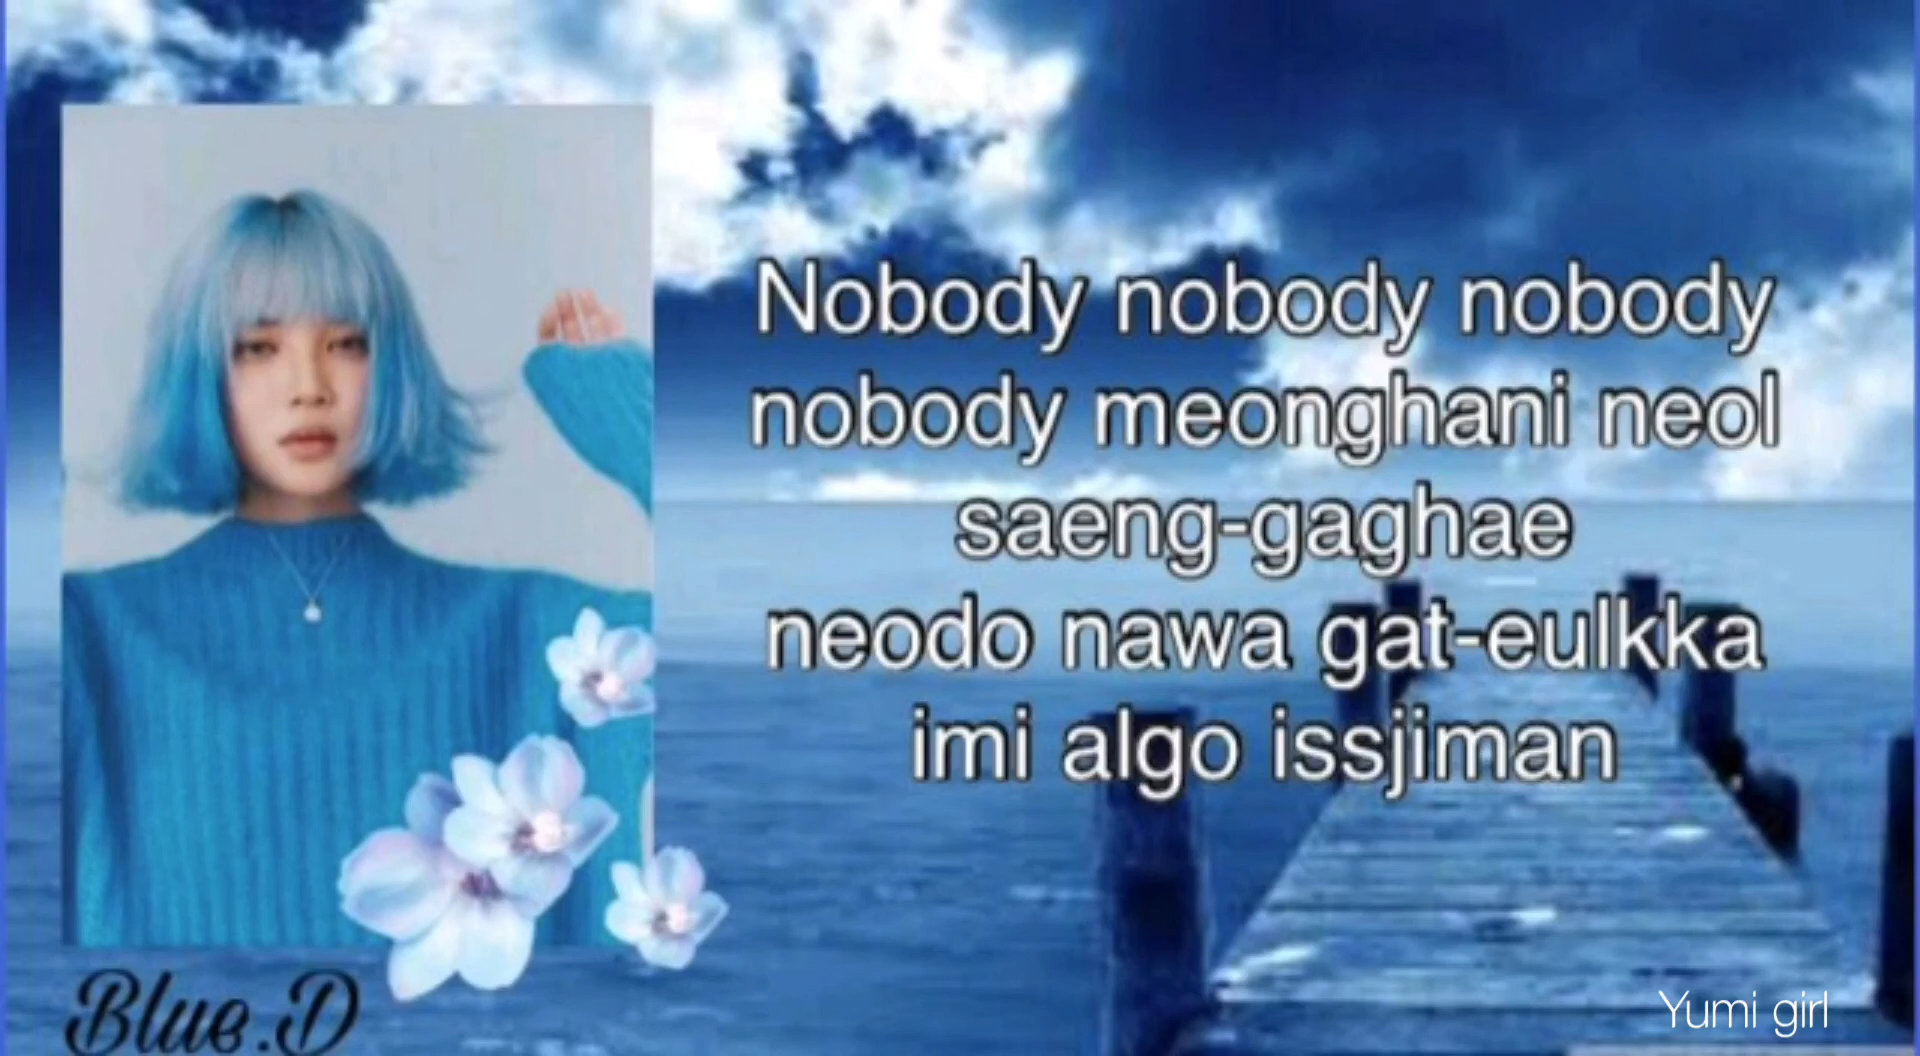 Nobody nobody nobody
nobody meonghani neol
saeng-gaghae
neodo nawa gat-eulkka
imi algo issjiman
Blue.D
Yumi girl